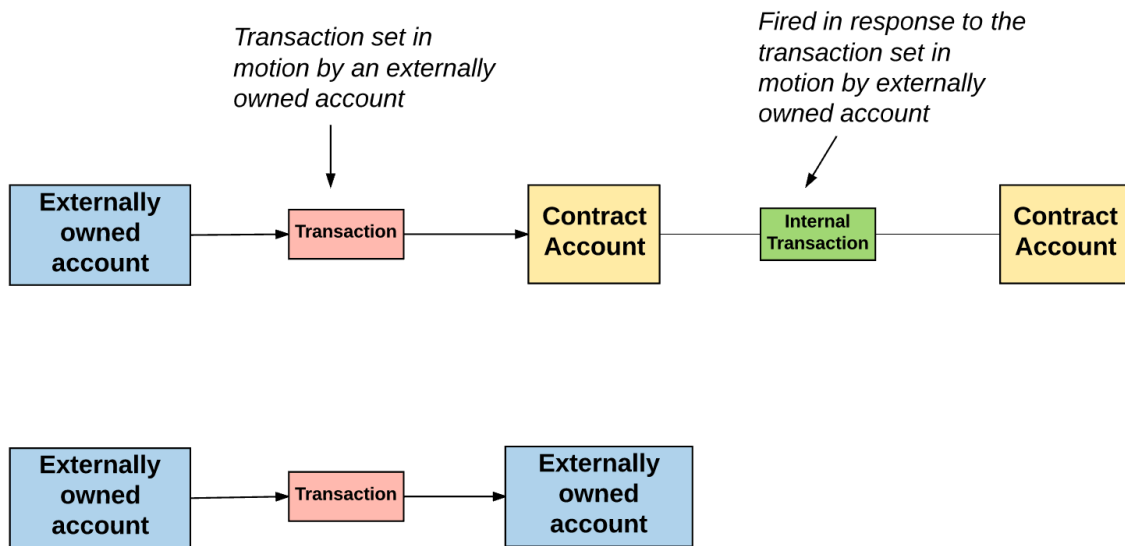 Transaction set in
motion by an externally
owned account
Fired in response to the
transaction set in
motion by externally
owned account
Externally
owned
account
Transaction
Contract
Account
Internal
Transaction
Contract
Account
Externally
owned
account
Transaction
Externally
owned
account